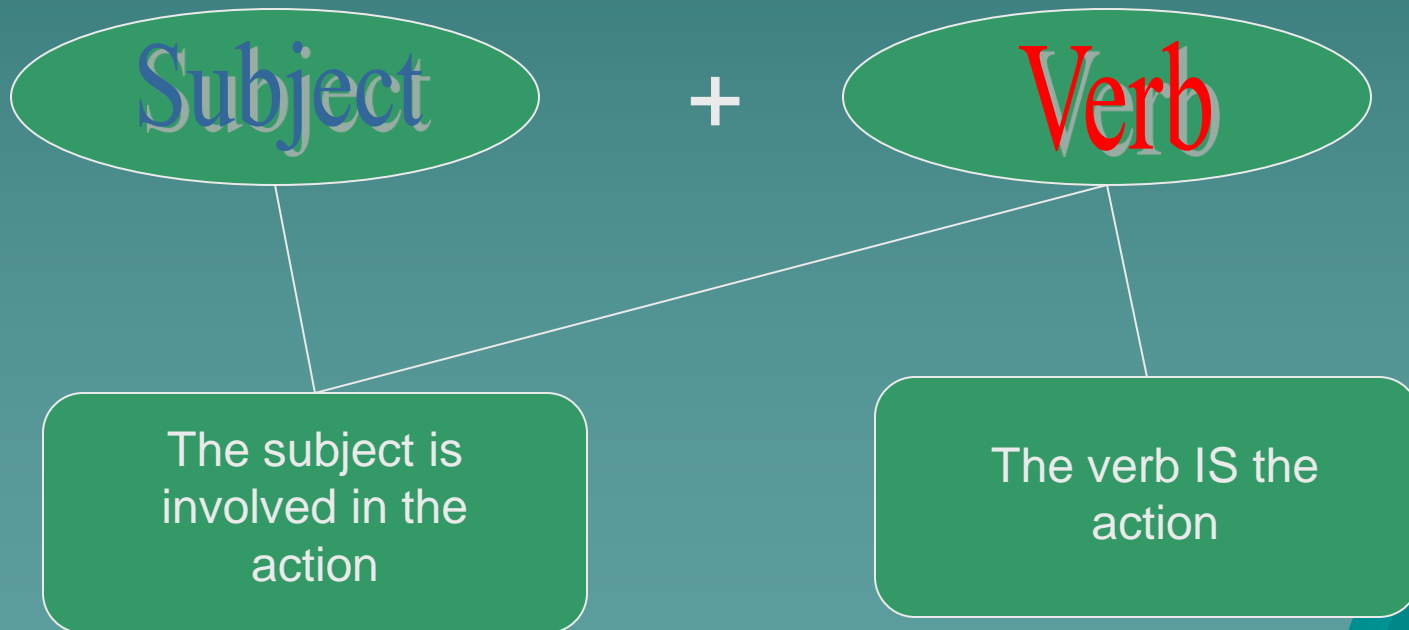 Subject + Verb
The subject is
involved in the
action
The verb IS the
action